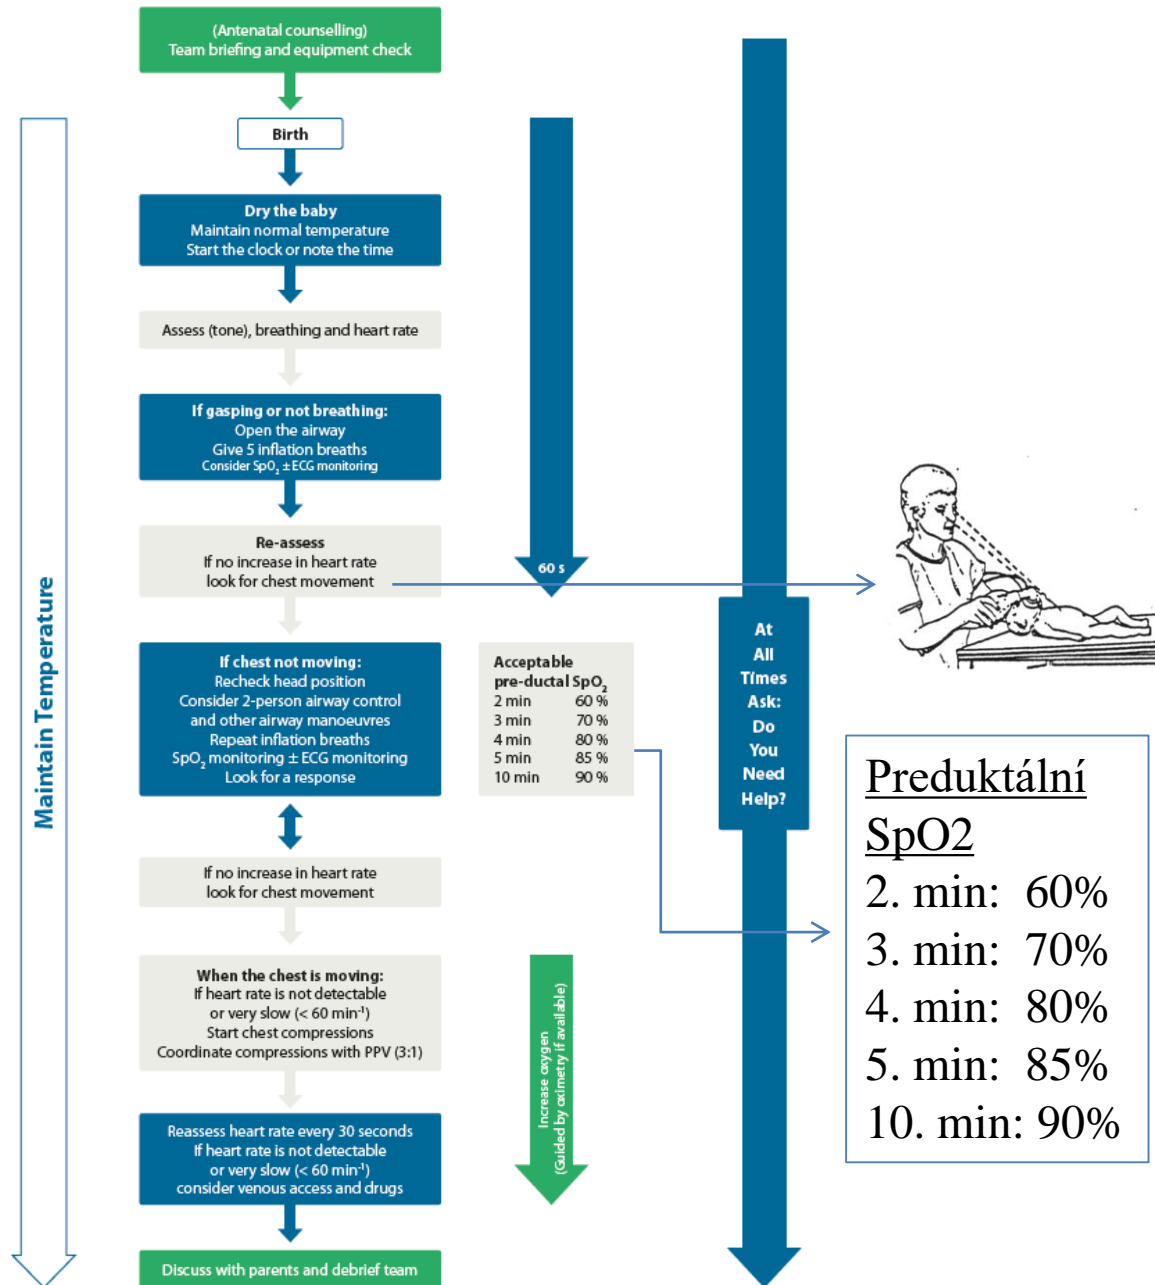 (Antenatal counselling)
Team briefing and equipment check
Birth
Dry the baby
Maintain normal temperature
Start the clock or note the time
Assess (tone), breathing and heart rate
If gasping or not breathing:
Open the airway
Give 5 inflation breaths
Consider SpO₂ ± ECG monitoring
Re-assess
If no increase in heart rate
look for chest movement
If chest not moving:
Recheck head position
Consider 2-person airway control
and other airway manoeuvres
Repeat inflation breaths
SpO₂ monitoring ± ECG monitoring
Look for a response
If no increase in heart rate
look for chest movement
When the chest is moving:
If heart rate is not detectable
or very slow (< 60 min⁻¹)
Start chest compressions
Coordinate compressions with PPV (3:1)
Reassess heart rate every 30 seconds
If heart rate is not detectable
or very slow (< 60 min⁻¹)
consider venous access and drugs
Discuss with parents and debrief team
Maintain Temperature
60 s
Acceptable
pre-ductal SpO₂
2 min 60 %
3 min 70 %
4 min 80 %
5 min 85 %
10 min 90 %
Increase oxygen
(Guided by oximetry if available)
At
All
Times
Ask:
Do
You
Need
Help?
Preduktální
SpO2
2. min: 60%
3. min: 70%
4. min: 80%
5. min: 85%
10. min: 90%